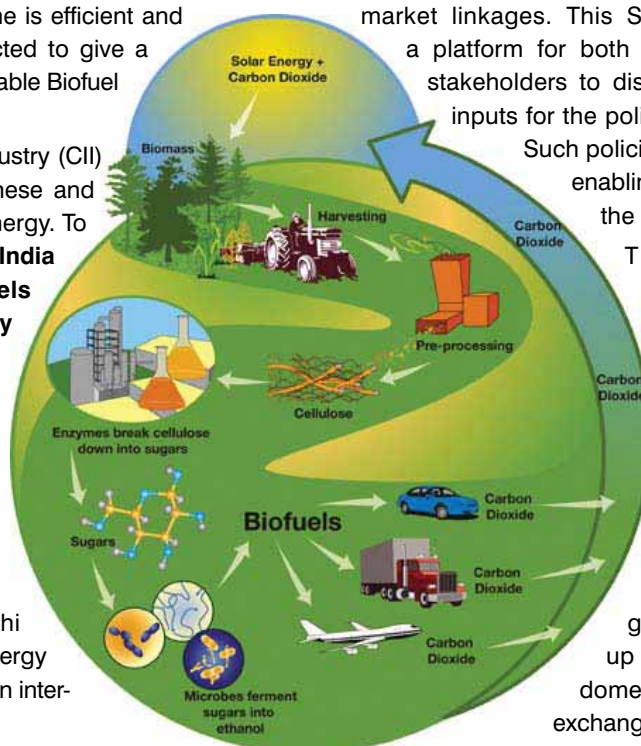 ne is efficient and
cted to give a
able Biofuel
ustry (CII)
nese and
nergy. To
India
els
y
hi
ergy
n inter-
market linkages. This S
a platform for both
stakeholders to dis
inputs for the poli
Such polici
enablin
the
T
g
up
dome
exchang
Solar Energy +
Carbon Dioxide
Biomass
Harvesting
Pre-processing
Cellulose
Enzymes break cellulose
down into sugars
Sugars
Microbes ferment
sugars into
ethanol
Biofuels
Carbon
Dioxide
Carbon
Dioxide
Carbon
Dioxide
Carbon
Dioxide
Carbon
Dioxide